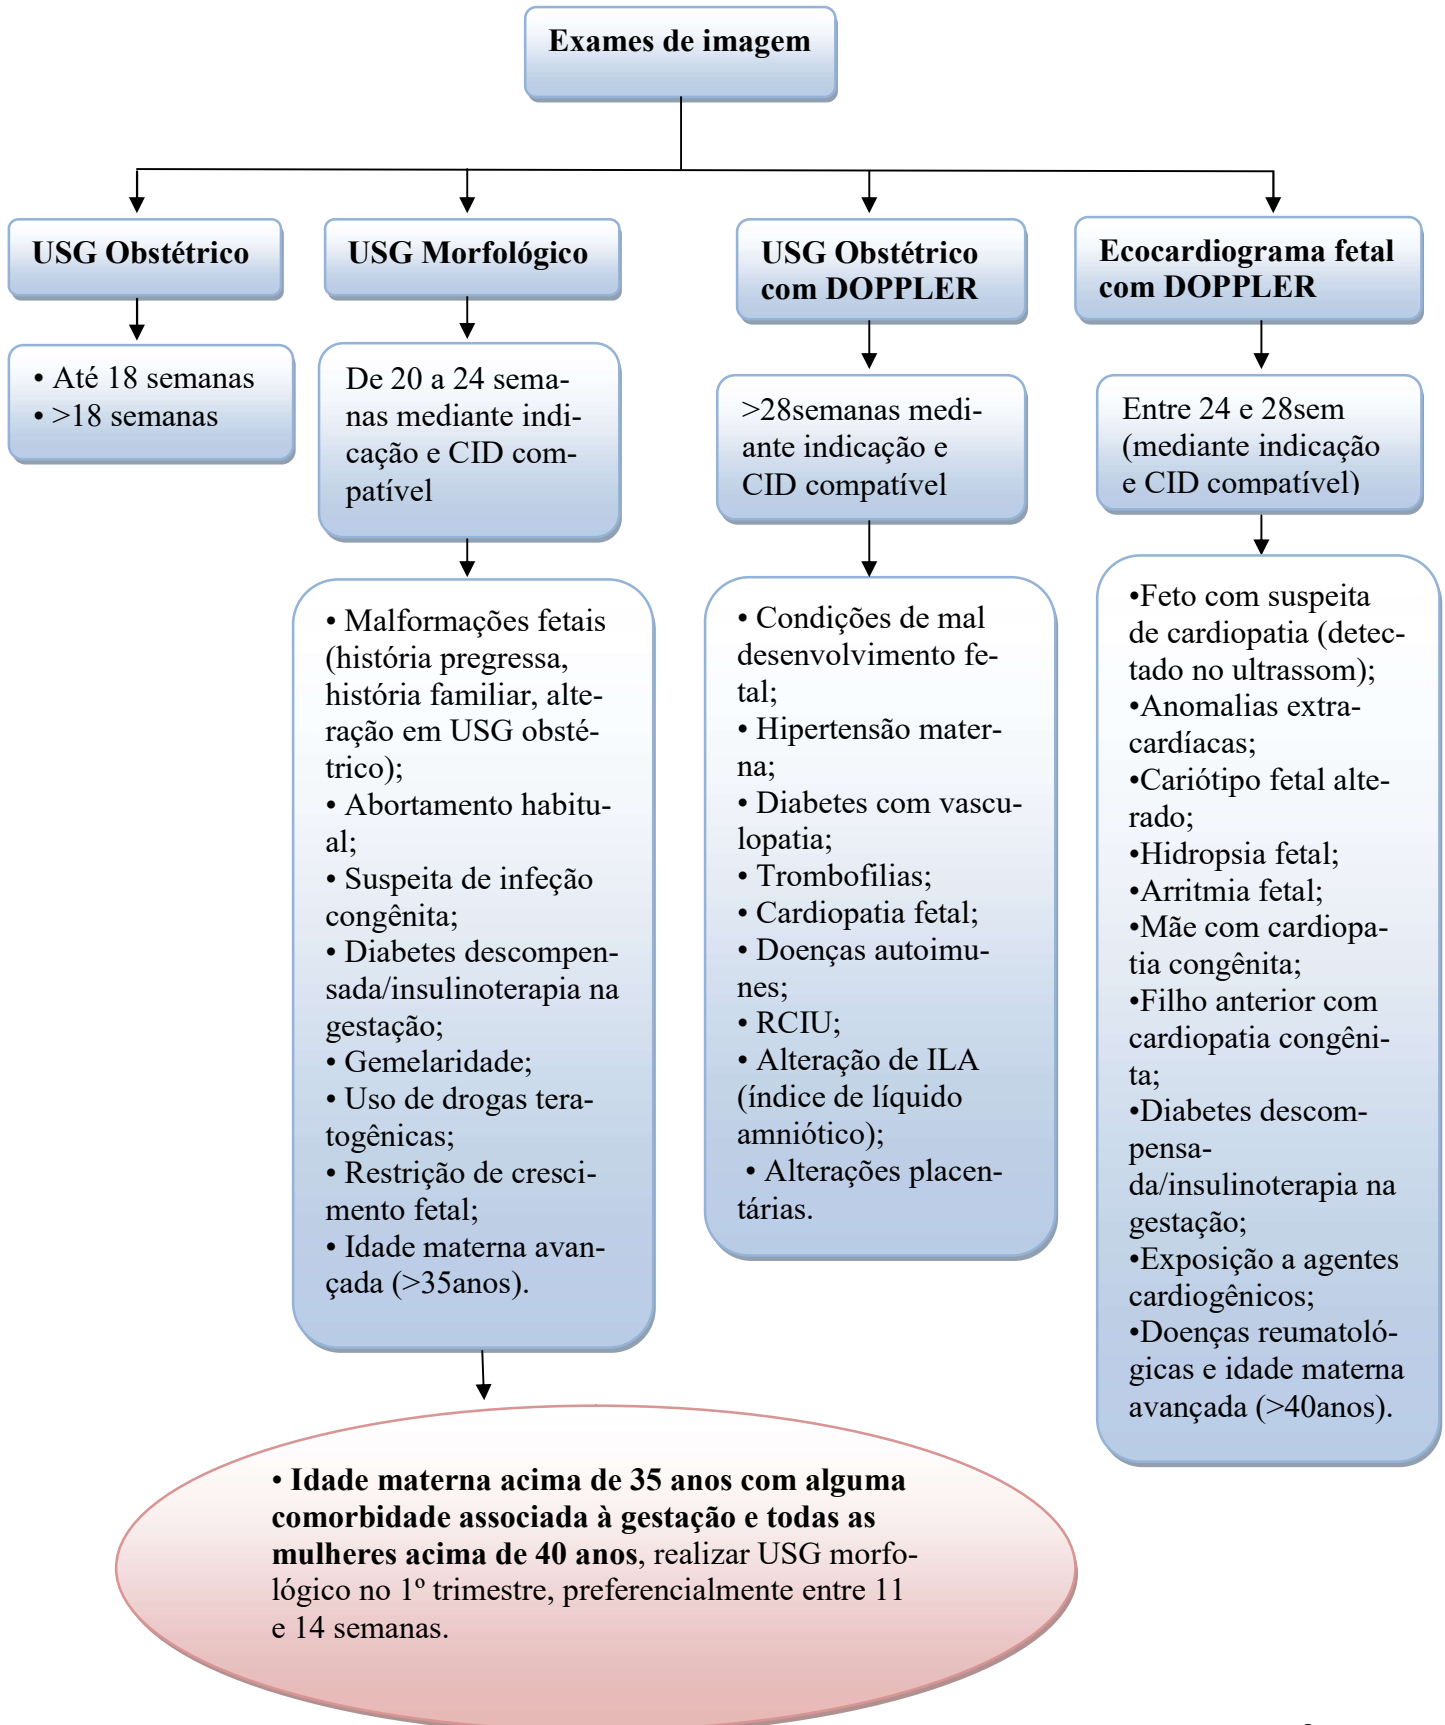 Exames de imagem
USG Obstétrico
• Até 18 semanas
• >18 semanas
USG Morfológico
De 20 a 24 sema-
nas mediante indi-
cação e CID com-
patível
• Malformações fetais
(história pregressa,
história familiar, alte-
ração em USG obsté-
trico);
• Abortamento habitu-
al;
• Suspeita de infeção
congênita;
• Diabetes descompen-
sada/insulinoterapia na
gestação;
• Gemelaridade;
• Uso de drogas tera-
togênicas;
• Restrição de cresci-
mento fetal;
• Idade materna avan-
çada (>35anos).
• Idade materna acima de 35 anos com alguma
comorbidade associada à gestação e todas as
mulheres acima de 40 anos, realizar USG morfo-
lógico no 1º trimestre, preferencialmente entre 11
e 14 semanas.
USG Obstétrico
com DOPPLER
>28semanas medi-
ante indicação e
CID compatível
• Condições de mal
desenvolvimento fe-
tal;
• Hipertensão mater-
na;
• Diabetes com vascu-
lopatia;
• Trombofilias;
• Cardiopatia fetal;
• Doenças autoimu-
nes;
• RCIU;
• Alteração de ILA
(índice de líquido
amniótico);
• Alterações placen-
tárias.
Ecocardiograma fetal
com DOPPLER
Entre 24 e 28sem
(mediante indicação
e CID compatível)
•Feto com suspeita
de cardiopatia (detec-
tado no ultrassom);
•Anomalias extra-
cardíacas;
•Cariótipo fetal alte-
rado;
•Hidropsia fetal;
•Arritmia fetal;
•Mãe com cardiopa-
tia congênita;
•Filho anterior com
cardiopatia congêni-
ta;
•Diabetes descom-
pensa-
da/insulinoterapia na
gestação;
•Exposição a agentes
cardiogênicos;
•Doenças reumatoló-
gicas e idade materna
avançada (>40anos).